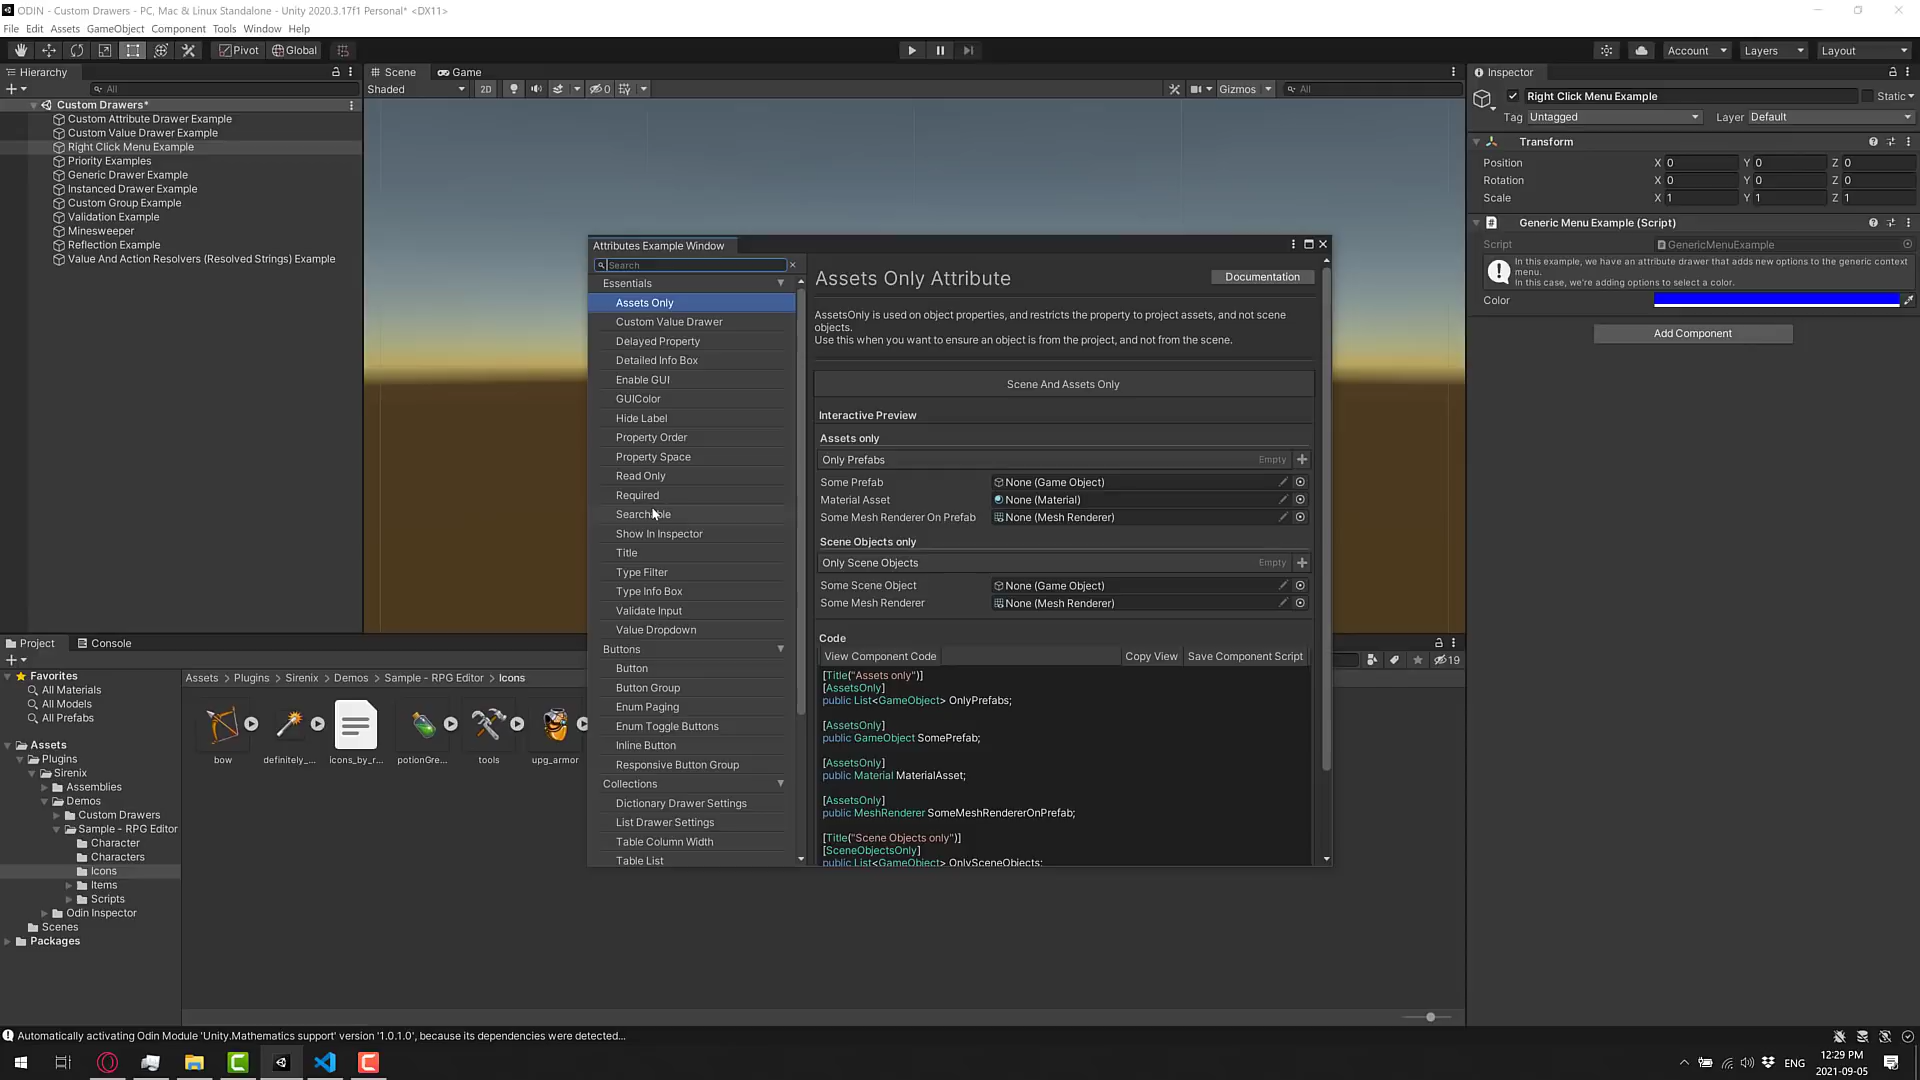 ODIN - Custom Drawers - PC, Mac & Linux Standalone - Unity 2020.3.17f1 Personal* <DX11>
File Edit Assets GameObject Component Tools Window Help
Pivot Global
Account Layers Layout
Hierarchy
All
Custom Drawers*
Custom Attribute Drawer Example
Custom Value Drawer Example
Right Click Menu Example
Priority Examples
Generic Drawer Example
Instanced Drawer Example
Custom Group Example
Validation Example
Minesweeper
Reflection Example
Value And Action Resolvers (Resolved Strings) Example
Scene Game
Shaded 2D 0 Gizmos All
Attributes Example Window
Search
Essentials
Assets Only
Custom Value Drawer
Delayed Property
Detailed Info Box
Enable GUI
GUIColor
Hide Label
Property Order
Property Space
Read Only
Required
Searchable
Show In Inspector
Title
Type Filter
Type Info Box
Validate Input
Value Dropdown
Buttons
Button
Button Group
Enum Paging
Enum Toggle Buttons
Inline Button
Responsive Button Group
Collections
Dictionary Drawer Settings
List Drawer Settings
Table Column Width
Table List
Assets Only Attribute
Documentation
AssetsOnly is used on object properties, and restricts the property to project assets, and not scene
objects.
Use this when you want to ensure an object is from the project, and not from the scene.
Scene And Assets Only
Interactive Preview
Assets only
Only Prefabs Empty
Some Prefab None (Game Object)
Material Asset None (Material)
Some Mesh Renderer On Prefab None (Mesh Renderer)
Scene Objects only
Only Scene Objects Empty
Some Scene Object None (Game Object)
Some Mesh Renderer None (Mesh Renderer)
Code
View Component Code Copy View Save Component Script
[Title("Assets only")]
[AssetsOnly]
public List<GameObject> OnlyPrefabs;
[AssetsOnly]
public GameObject SomePrefab;
[AssetsOnly]
public Material MaterialAsset;
[AssetsOnly]
public MeshRenderer SomeMeshRendererOnPrefab;
[Title("Scene Objects only")]
[SceneObjectsOnly]
public List<GameObject> OnlySceneObjects;
Inspector
Right Click Menu Example Static
Tag Untagged Layer Default
Transform
Position X 0 Y 0 Z 0
Rotation X 0 Y 0 Z 0
Scale X 1 Y 1 Z 1
Generic Menu Example (Script)
Script GenericMenuExample
In this example, we have an attribute drawer that adds new options to the generic context
menu.
In this case, we're adding options to select a color.
Color
Add Component
Project Console
19
Favorites
All Materials
All Models
All Prefabs
Assets
Plugins
Sirenix
Assemblies
Demos
Custom Drawers
Sample - RPG Editor
Character
Characters
Icons
Items
Scripts
Odin Inspector
Scenes
Packages
Assets > Plugins > Sirenix > Demos > Sample - RPG Editor > Icons
bow definitely_... icons_by_r... potionGre... tools upg_armor
Automatically activating Odin Module 'Unity.Mathematics support' version '1.0.1.0', because its dependencies were detected...
ENG
12:29 PM
2021-09-05